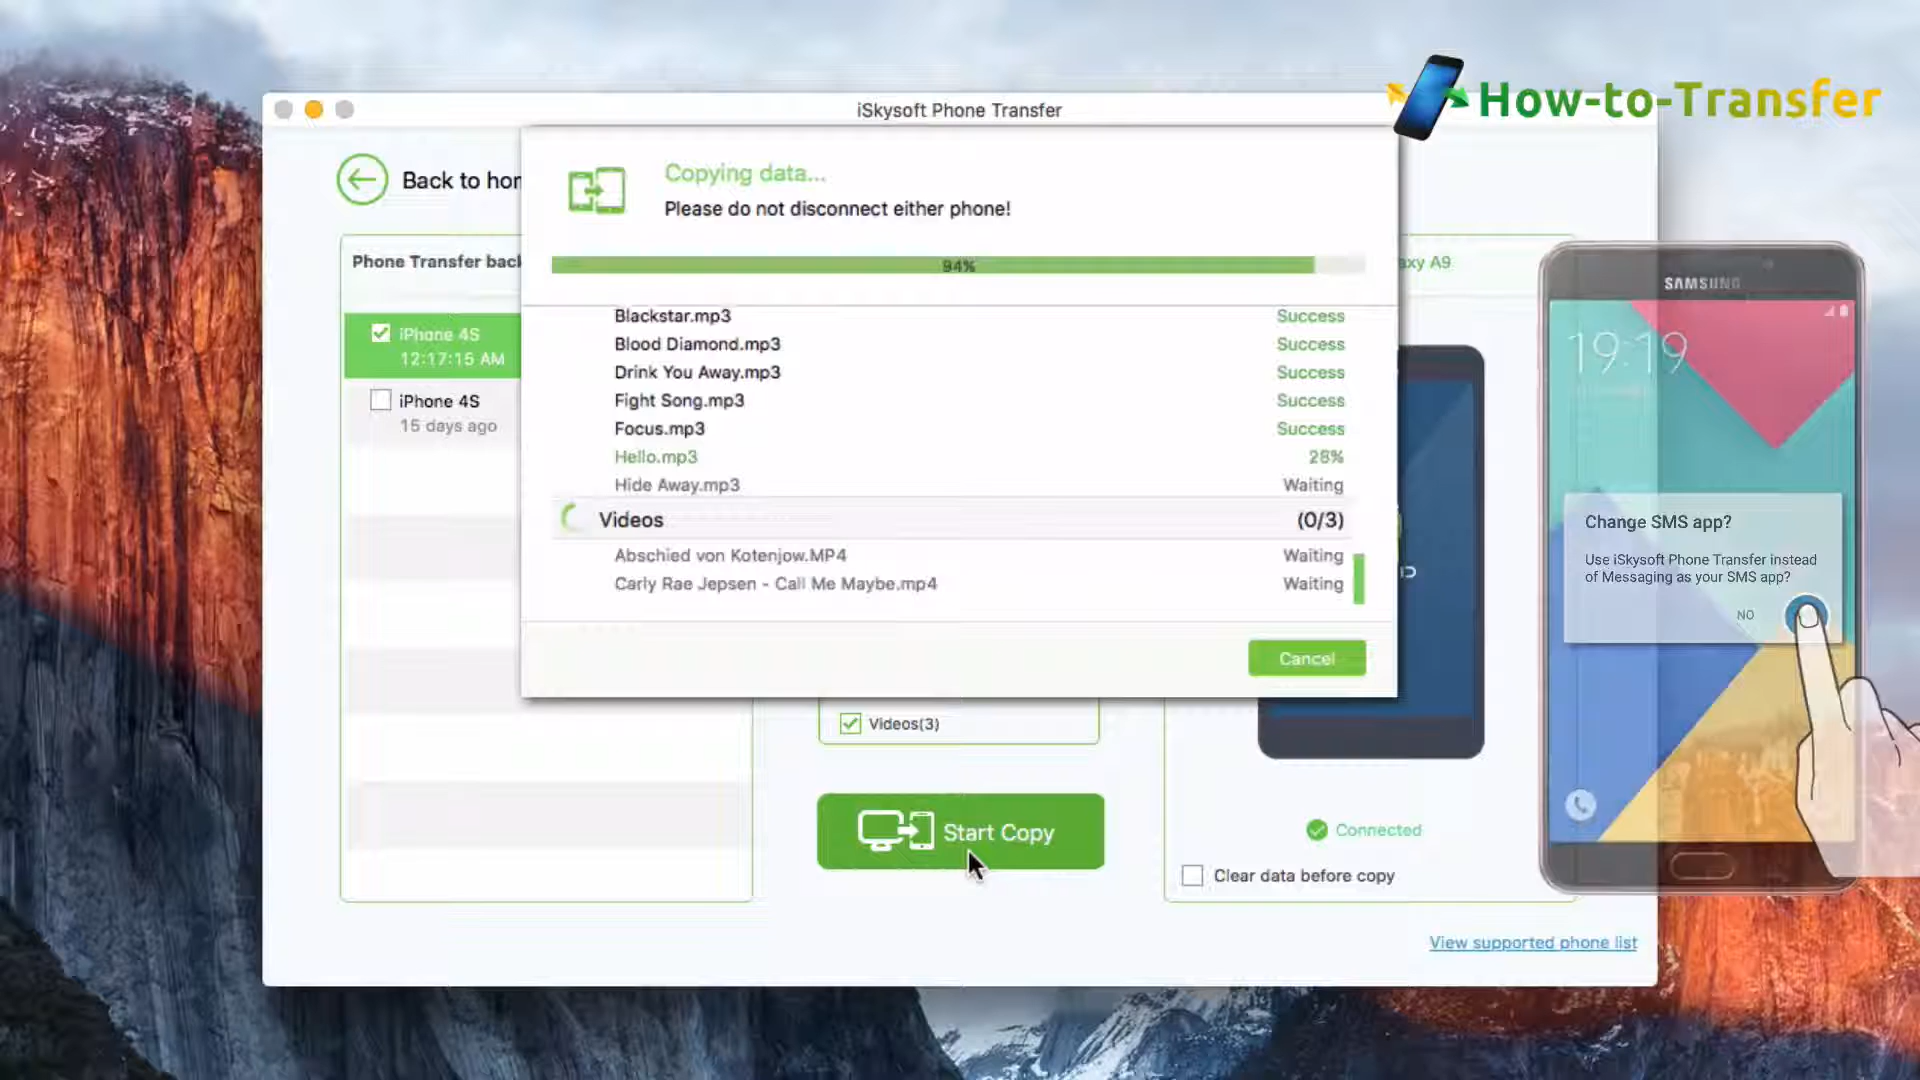 How-to-Transfer
iSkysoft Phone Transfer
Back to hor
Copying data...
Please do not disconnect either phone!
94%
Phone Transfer back
iPhone 4S
12:17:15 AM
iPhone 4S
15 days ago
Blackstar.mp3 Success
Blood Diamond.mp3 Success
Drink You Away.mp3 Success
Fight Song.mp3 Success
Focus.mp3 Success
Hello.mp3 28%
Hide Away.mp3 Waiting
Videos (0/3)
Abschied von Kotenjow.MP4 Waiting
Carly Rae Jepsen - Call Me Maybe.mp4 Waiting
Cancel
Videos(3)
Start Copy
axy A9
Connected
Clear data before copy
View supported phone list
SAMSUNG
19:19
Change SMS app?
Use iSkysoft Phone Transfer instead
of Messaging as your SMS app?
NO